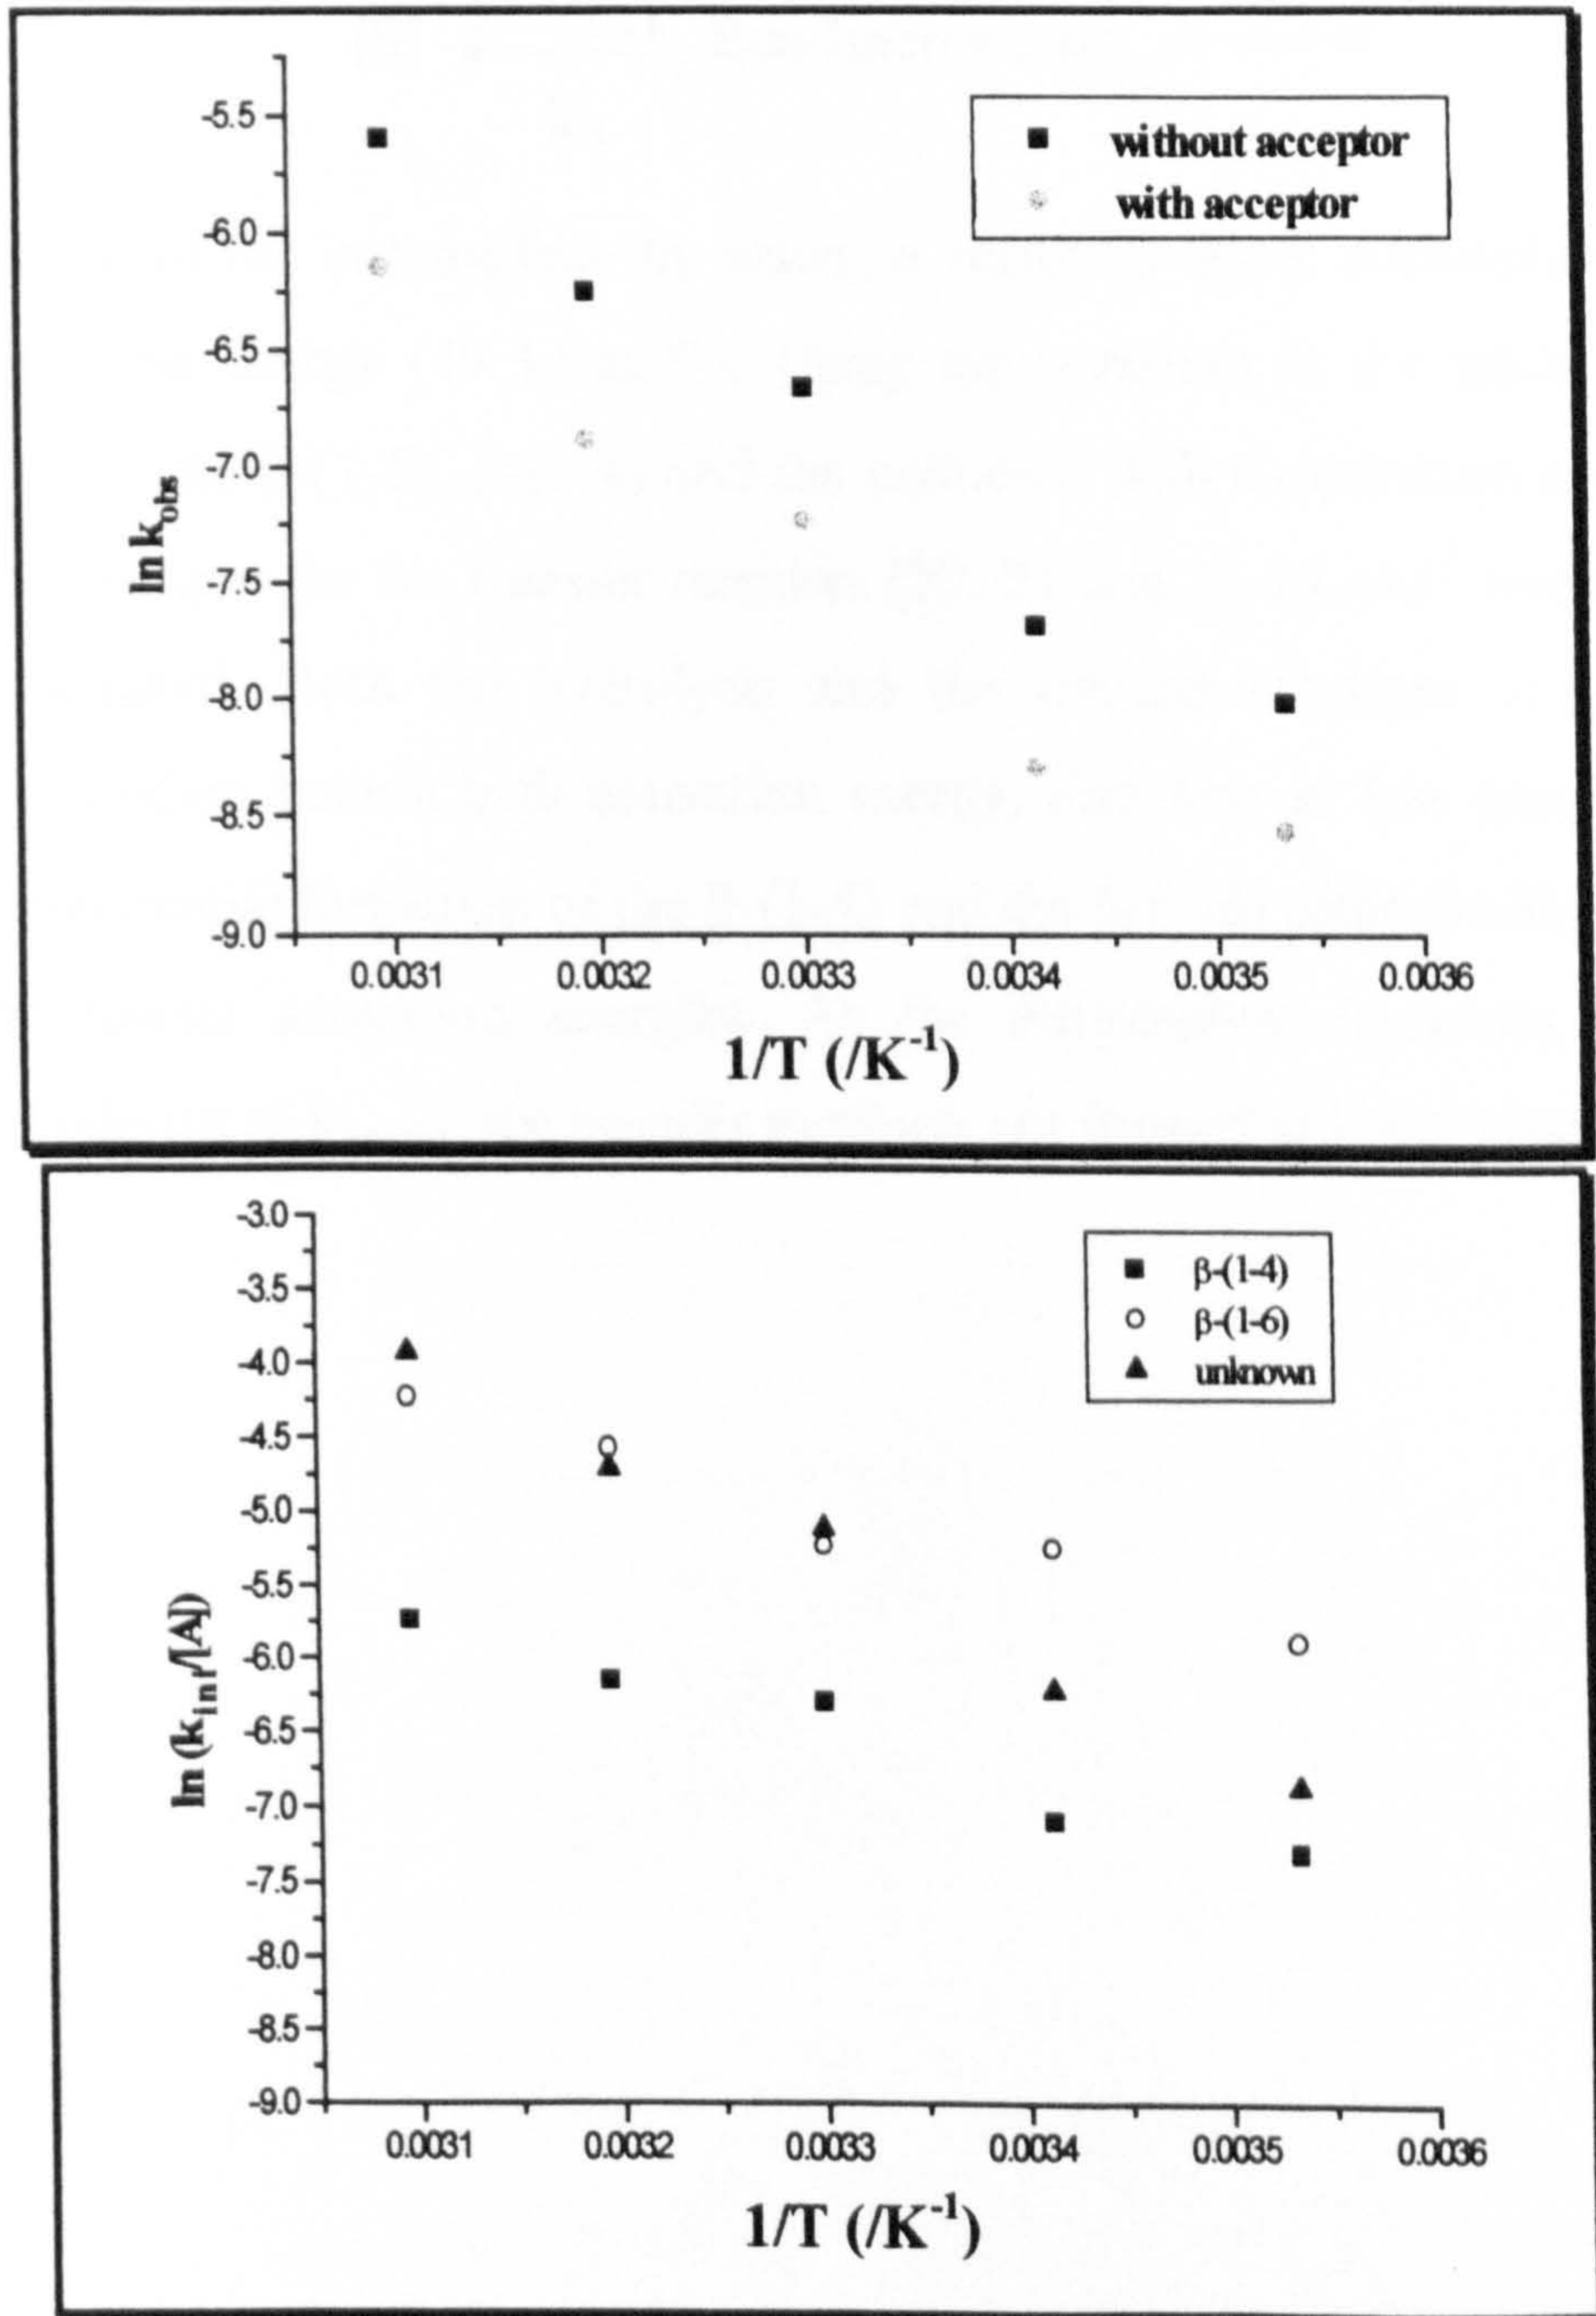 -5.5
-6.0
-6.5
-7.0
-7.5
-8.0
-8.5
-9.0
ln k_obs
without acceptor
with acceptor
0.0031 0.0032 0.0033 0.0034 0.0035 0.0036
1/T (/K⁻¹)
-3.0
-3.5
-4.0
-4.5
-5.0
-5.5
-6.0
-6.5
-7.0
-7.5
-8.0
-8.5
-9.0
ln (k_int/[A])
β-(1-4)
β-(1-6)
unknown
0.0031 0.0032 0.0033 0.0034 0.0035 0.0036
1/T (/K⁻¹)